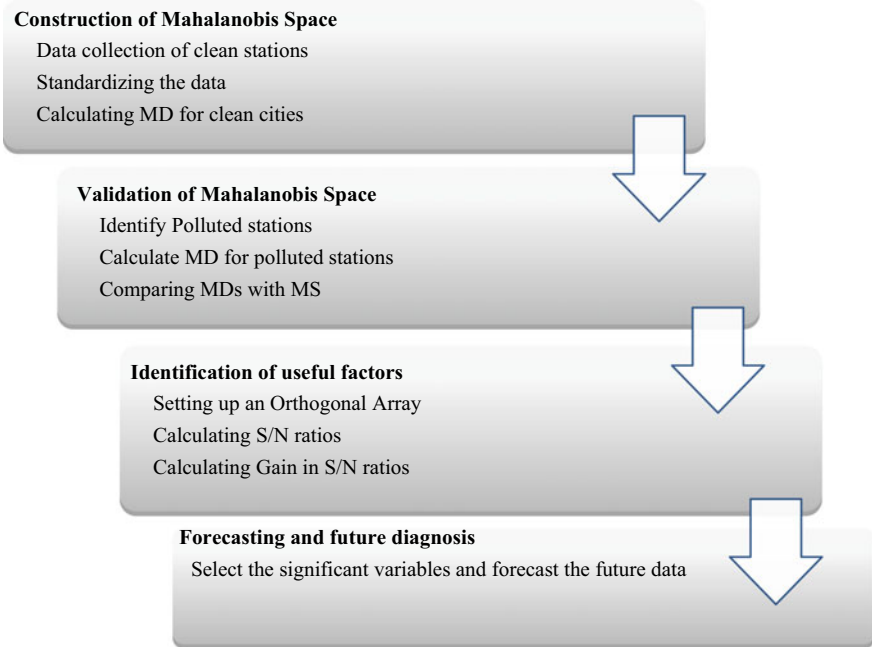 Construction of Mahalanobis Space
Data collection of clean stations
Standardizing the data
Calculating MD for clean cities
Validation of Mahalanobis Space
Identify Polluted stations
Calculate MD for polluted stations
Comparing MDs with MS
Identification of useful factors
Setting up an Orthogonal Array
Calculating S/N ratios
Calculating Gain in S/N ratios
Forecasting and future diagnosis
Select the significant variables and forecast the future data